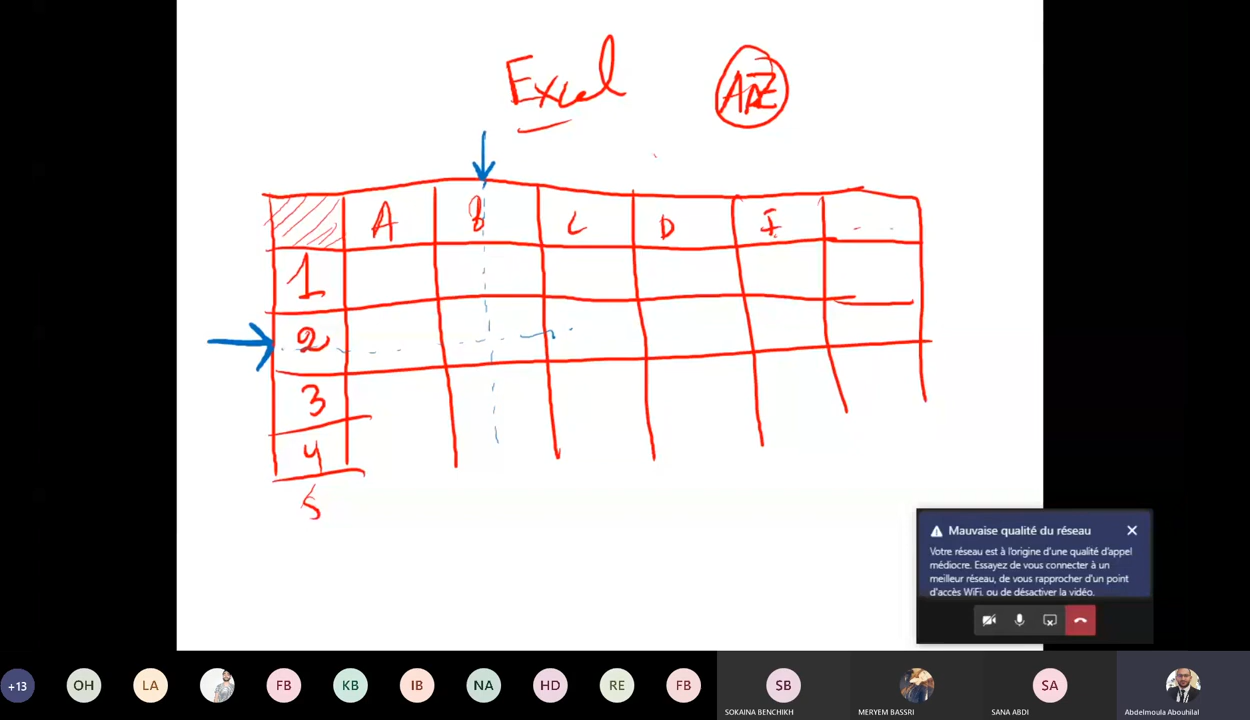 Excel
A B C D E ...
1
2
3
4
5
Mauvaise qualité du réseau
Votre réseau est à l'origine d'une qualité d'appel
médiocre. Essayez de vous connecter à un
meilleur réseau, de vous rapprocher d'un point
d'accès WiFi, ou de désactiver la vidéo.
+13 OH LA FB KB IB NA HD RE FB SB SA
SOKAINA BENCHIKH MERYEM BASSRI SANA ABDI Abdelmoula Abouhilal